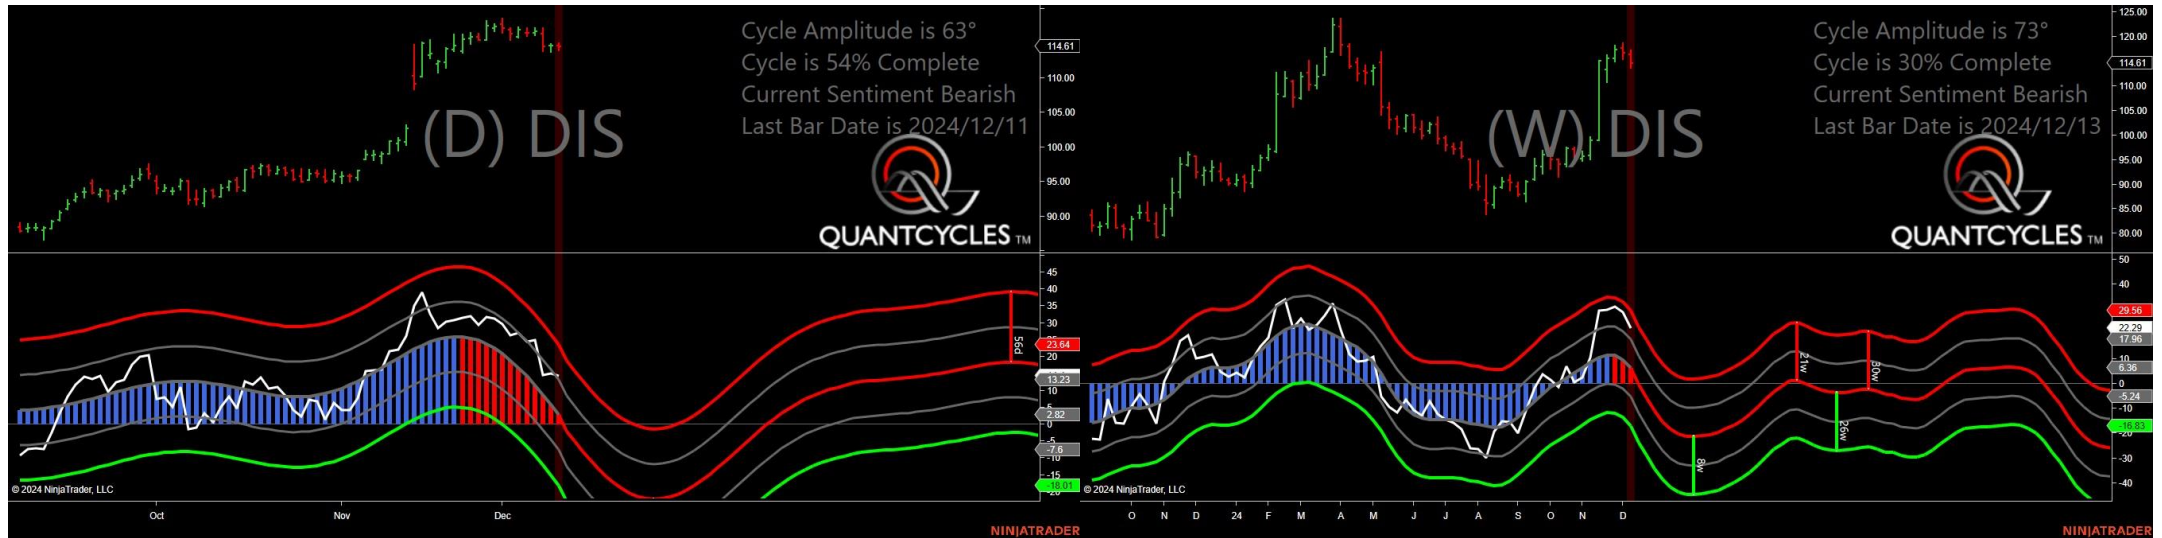 Cycle Amplitude is 63°
Cycle is 54% Complete
Current Sentiment Bearish
Last Bar Date is 2024/12/11
(D) DIS
QUANTCYCLES TM
114.61
110.00
105.00
100.00
95.00
90.00
45
40
35
30
25
20
56d
23.64
13.23
5
2.82
0
-5
-7.6
-10
-15
-18.01
© 2024 NinjaTrader, LLC
Oct
Nov
Dec
NINJATRADER
Cycle Amplitude is 73°
Cycle is 30% Complete
Current Sentiment Bearish
Last Bar Date is 2024/12/13
(W) DIS
QUANTCYCLES TM
125.00
120.00
114.61
110.00
105.00
100.00
95.00
90.00
85.00
80.00
50
40
29.56
22.29
17.96
10
6.36
0
-5.24
-10
-16.83
-20
-30
-40
8w
21w
26w
30w
© 2024 NinjaTrader, LLC
O N D 24 F M A M J J A S O N D
NINJATRADER